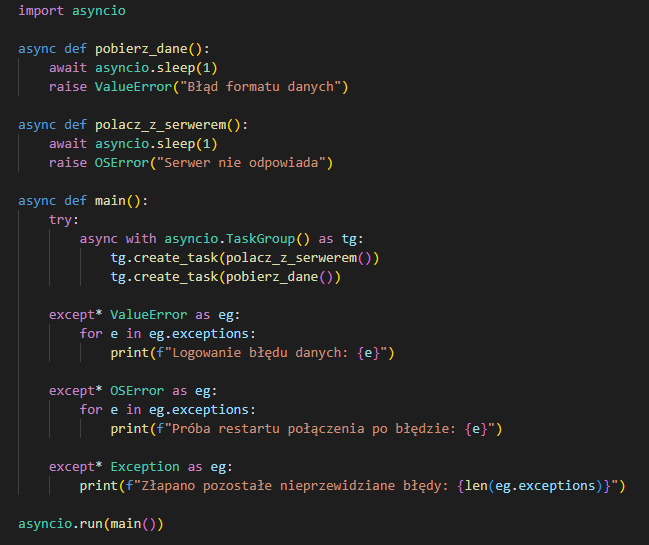 import asyncio

async def pobierz_dane():
    await asyncio.sleep(1)
    raise ValueError("Błąd formatu danych")

async def polacz_z_serwerem():
    await asyncio.sleep(1)
    raise OSError("Serwer nie odpowiada")

async def main():
    try:
        async with asyncio.TaskGroup() as tg:
            tg.create_task(polacz_z_serwerem())
            tg.create_task(pobierz_dane())

    except* ValueError as eg:
        for e in eg.exceptions:
            print(f"Logowanie błędu danych: {e}")

    except* OSError as eg:
        for e in eg.exceptions:
            print(f"Próba restartu połączenia po błędzie: {e}")

    except* Exception as eg:
        print(f"Złapano pozostałe nieprzewidziane błędy: {len(eg.exceptions)}")

asyncio.run(main())